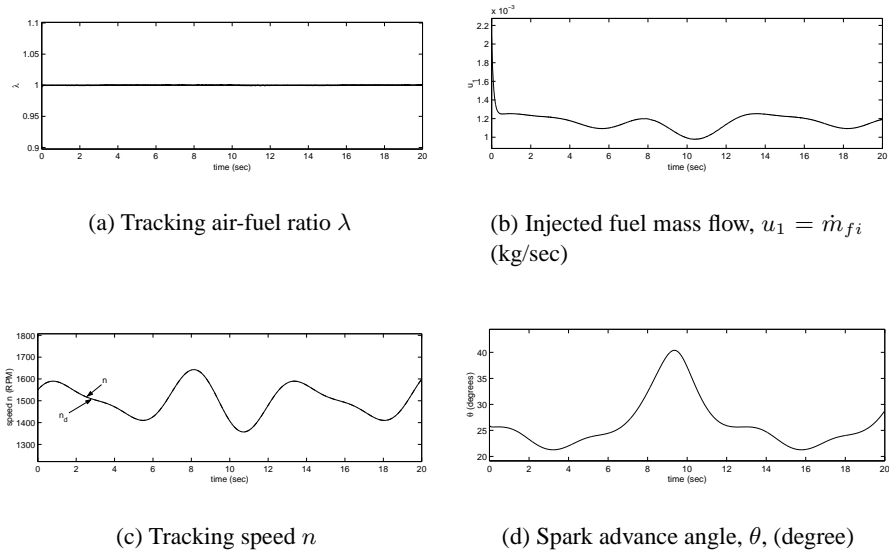 1.1
1.05
1
0.95
0.9
λ
0 2 4 6 8 10 12 14 16 18 20
time (sec)
(a) Tracking air-fuel ratio λ
x 10⁻³
2.2
2
1.8
1.6
1.4
1.2
1
u₁
0 2 4 6 8 10 12 14 16 18 20
time (sec)
(b) Injected fuel mass flow, u₁ = ṁ_{fi}
(kg/sec)
1800
1700
1600
1500
1400
1300
speed n (RPM)
n
n_d
0 2 4 6 8 10 12 14 16 18 20
time (sec)
(c) Tracking speed n
40
35
30
25
20
θ (degrees)
0 2 4 6 8 10 12 14 16 18 20
time (sec)
(d) Spark advance angle, θ, (degree)